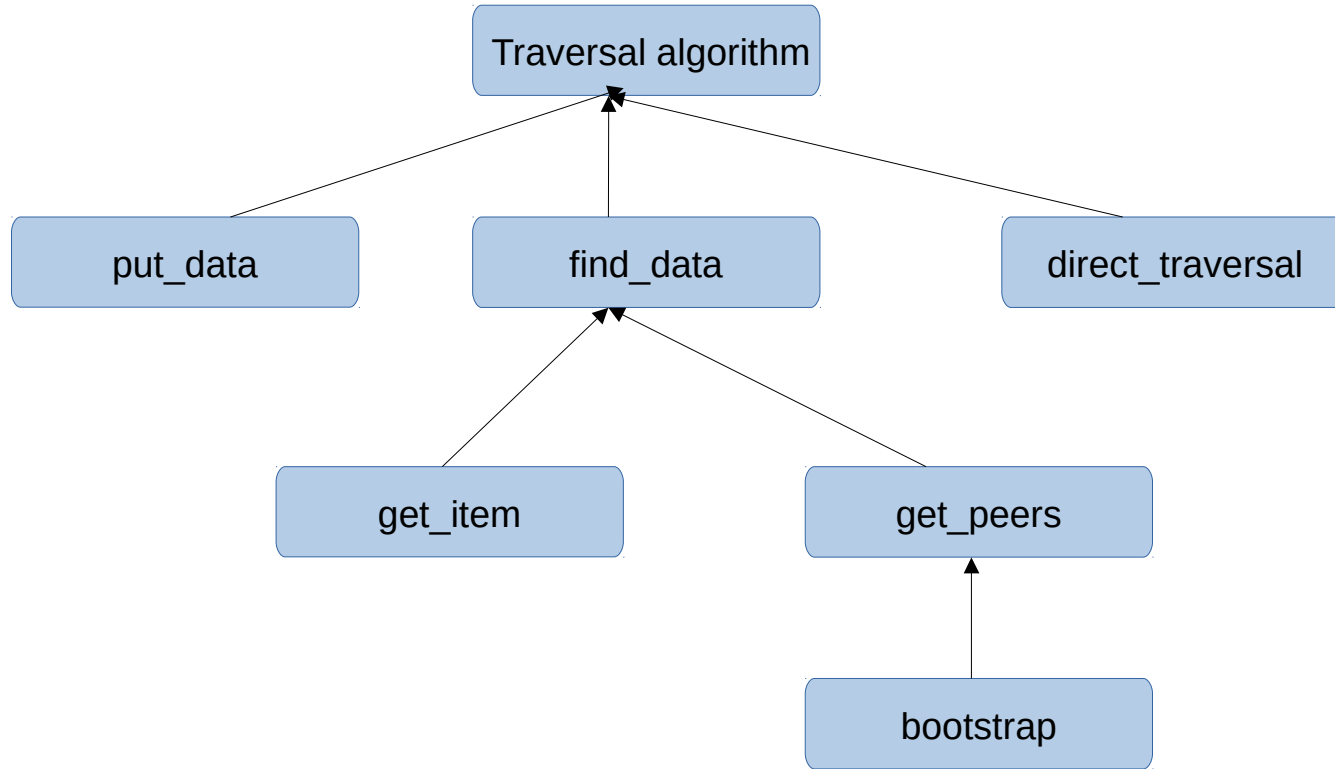 Traversal algorithm
put_data
find_data
direct_traversal
get_item
get_peers
bootstrap